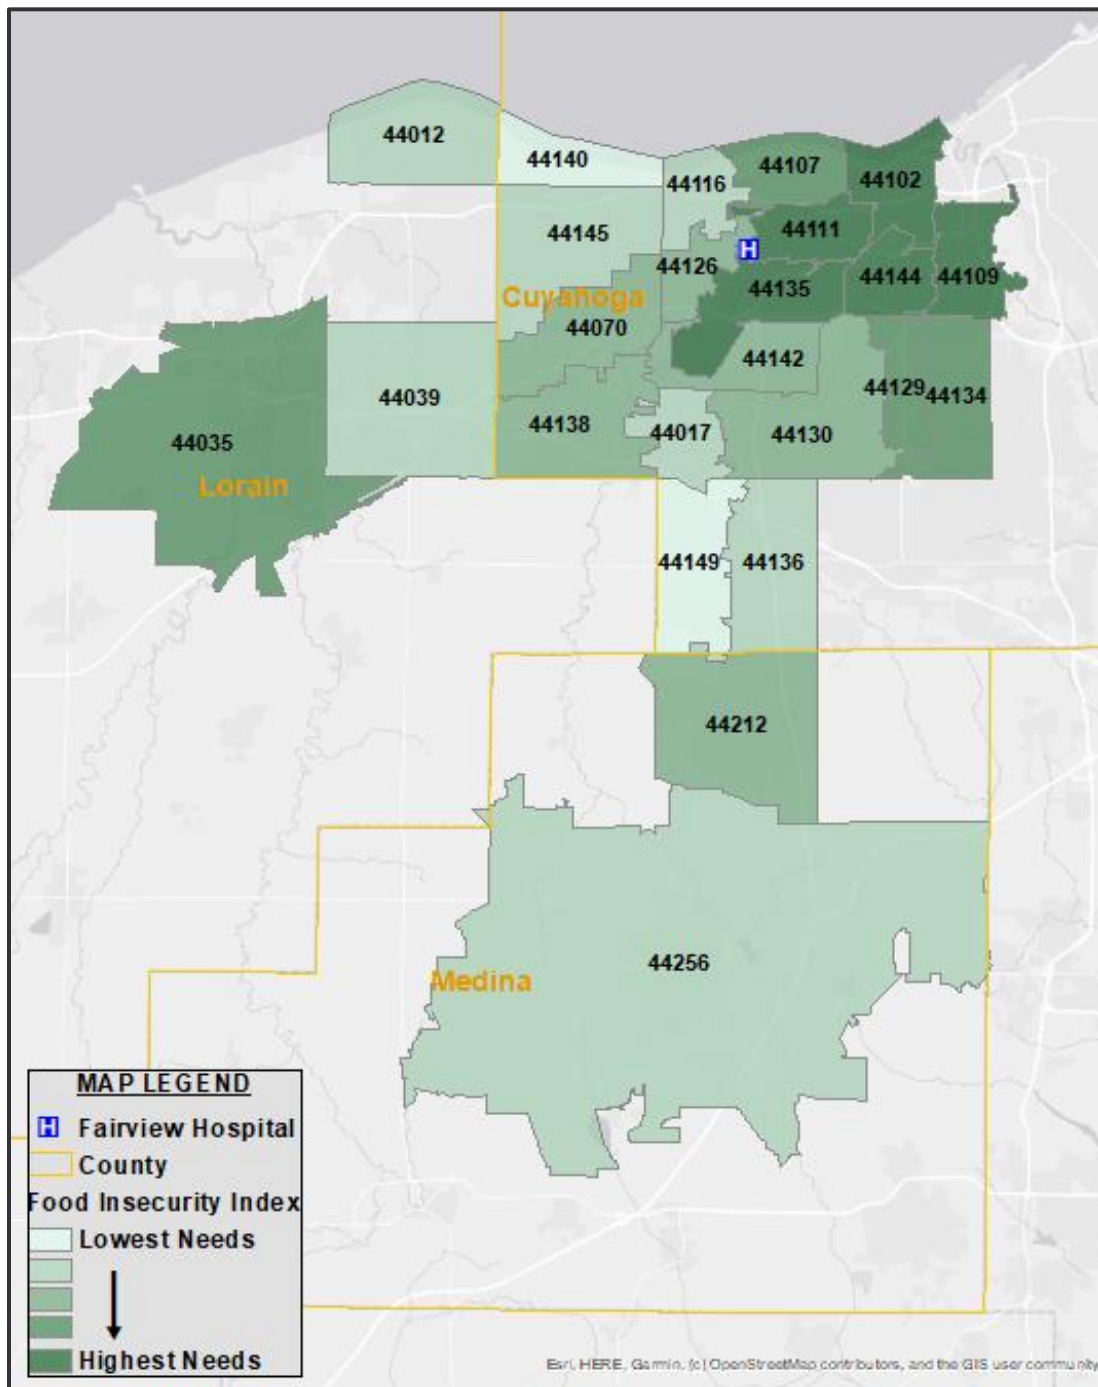 44012
44140
44107
44116
44102
44145
44111
44126
H
44135
44144
44109
Cuyahoga
44070
44142
44039
44129
44134
44138
44017
44130
44035
Lorain
44149
44136
44212
44256
Medina
MAP LEGEND
H Fairview Hospital
County
Food Insecurity Index
Lowest Needs
Highest Needs
Esri, HERE, Garmin, (c) OpenStreetMap contributors, and the GIS user community